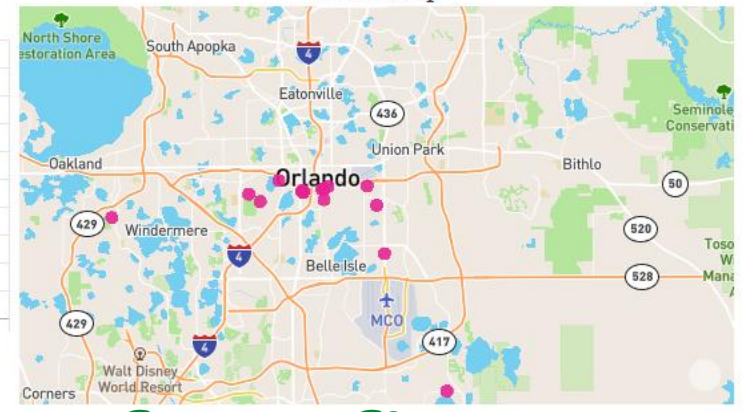 North Shore
estoration Area
South Apopka
4
Eatonville
436
Seminole
Conservati
Union Park
Oakland
Bithlo
Orlando
50
429
Windermere
520
4
Belle Isle
Toso
W
Mana
A
528
MCO
429
4
417
Walt Disney
World Resort
Corners